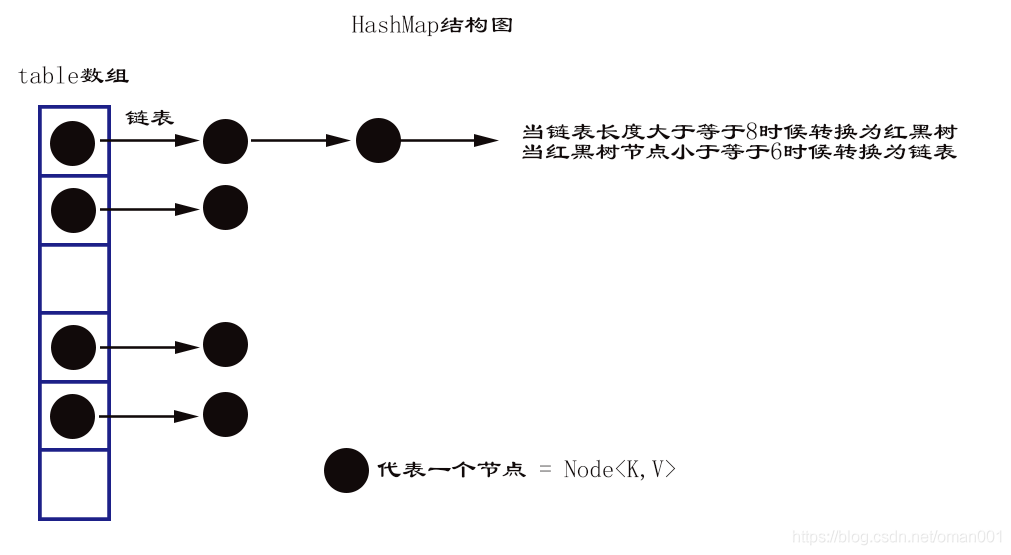 HashMap结构图
table数组
链表
当链表长度大于等于8时候转换为红黑树
当红黑树节点小于等于6时候转换为链表
代表一个节点 = Node<K,V>
https://blog.csdn.net/oman001